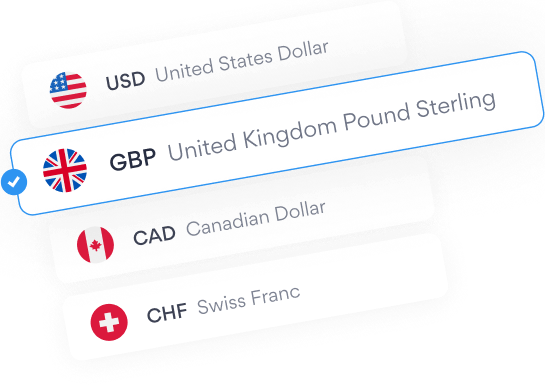 USD United States Dollar
GBP United Kingdom Pound Sterling
CAD Canadian Dollar
CHF Swiss Franc